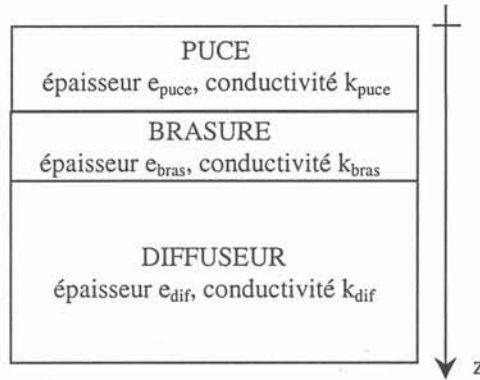 PUCE
épaisseur e_puce, conductivité k_puce
BRASURE
épaisseur e_bras, conductivité k_bras
DIFFUSEUR
épaisseur e_dif, conductivité k_dif
z